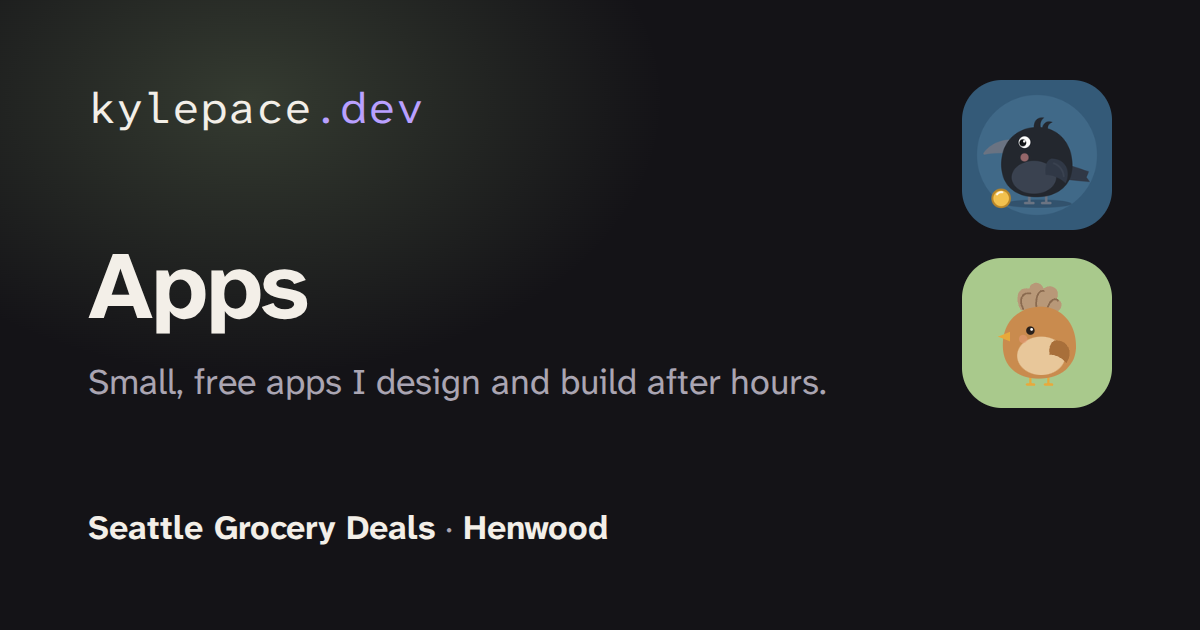 kylepace.dev
Apps
Small, free apps I design and build after hours.
Seattle Grocery Deals · Henwood